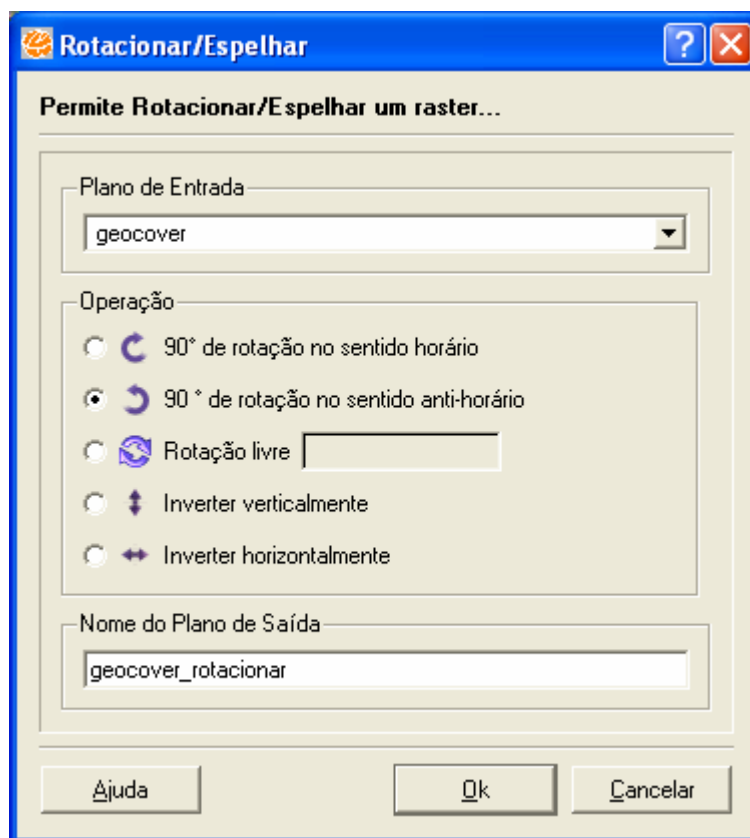 Rotacionar/Espelhar
Permite Rotacionar/Espelhar um raster...
Plano de Entrada
geocover
Operação
90° de rotação no sentido horário
90 ° de rotação no sentido anti-horário
Rotação livre
Inverter verticalmente
Inverter horizontalmente
Nome do Plano de Saída
geocover_rotacionar
Ajuda Ok Cancelar